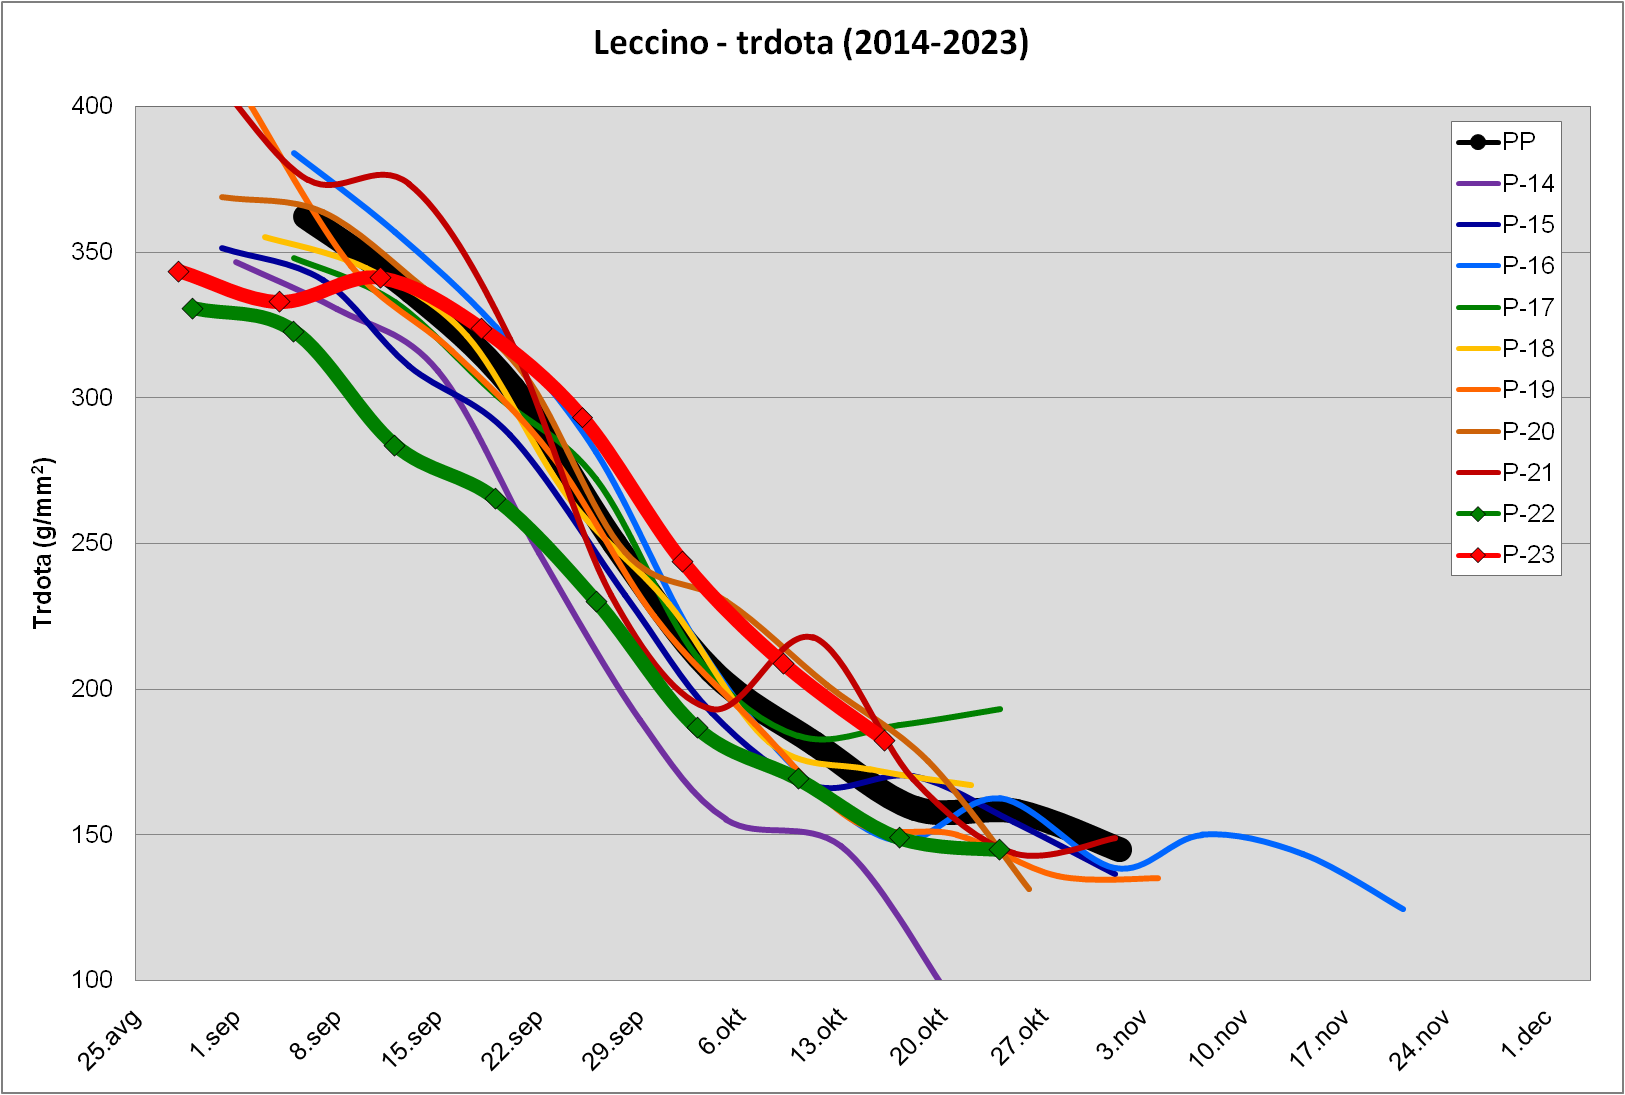 Leccino - trdota (2014-2023)
Trdota (g/mm²)
400
350
300
250
200
150
100
25.avg
1.sep
8.sep
15.sep
22.sep
29.sep
6.okt
13.okt
20.okt
27.okt
3.nov
10.nov
17.nov
24.nov
1.dec
PP
P-14
P-15
P-16
P-17
P-18
P-19
P-20
P-21
P-22
P-23